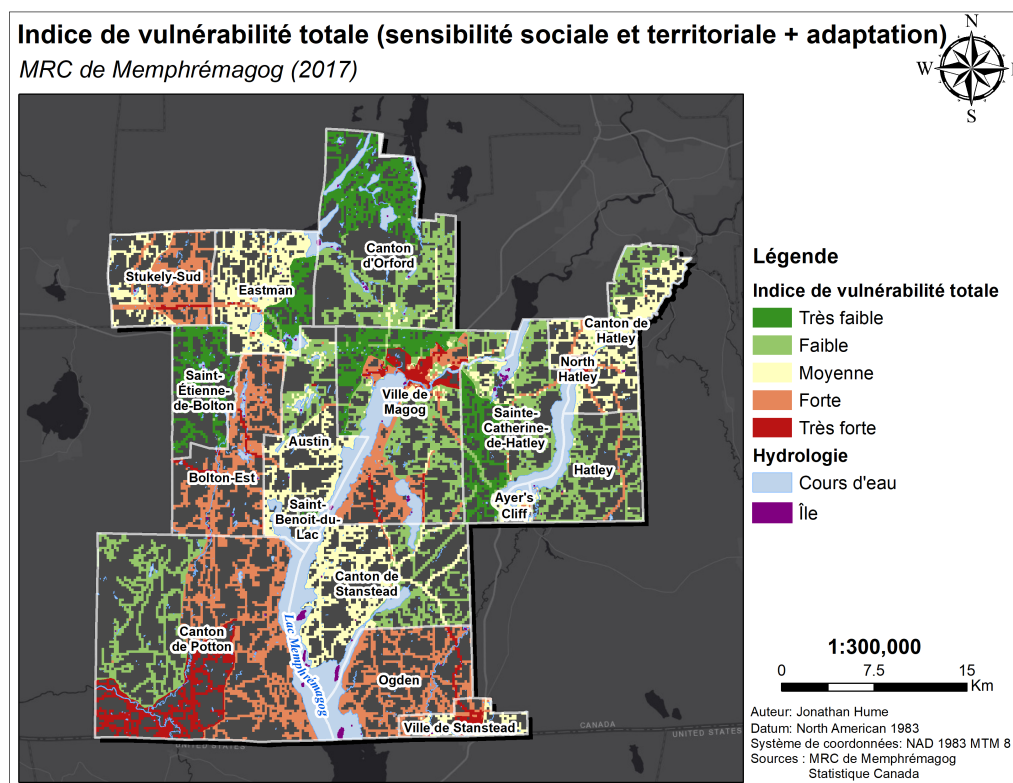 Indice de vulnérabilité totale (sensibilité sociale et territoriale + adaptation)
MRC de Memphrémagog (2017)
N
W
S
Canton
d'Orford
Stukely-Sud
Eastman
Canton de
Hatley
North
Hatley
Saint-
Étienne-
de-Bolton
Ville de
Magog
Sainte-
Catherine-
de-Hatley
Austin
Hatley
Bolton-Est
Saint-
Benoit-du-
Lac
Ayer's
Cliff
Canton de
Stanstead
Canton
de Potton
Lac Memphrémagog
Ogden
Ville de Stanstead
CANADA
UNITED STATES
UNITED STATES
Légende
Indice de vulnérabilité totale
Très faible
Faible
Moyenne
Forte
Très forte
Hydrologie
Cours d'eau
Île
1:300,000
0 7.5 15
Km
Auteur: Jonathan Hume
Datum: North American 1983
Système de coordonnées: NAD 1983 MTM 8
Sources : MRC de Memphrémagog
Statistique Canada